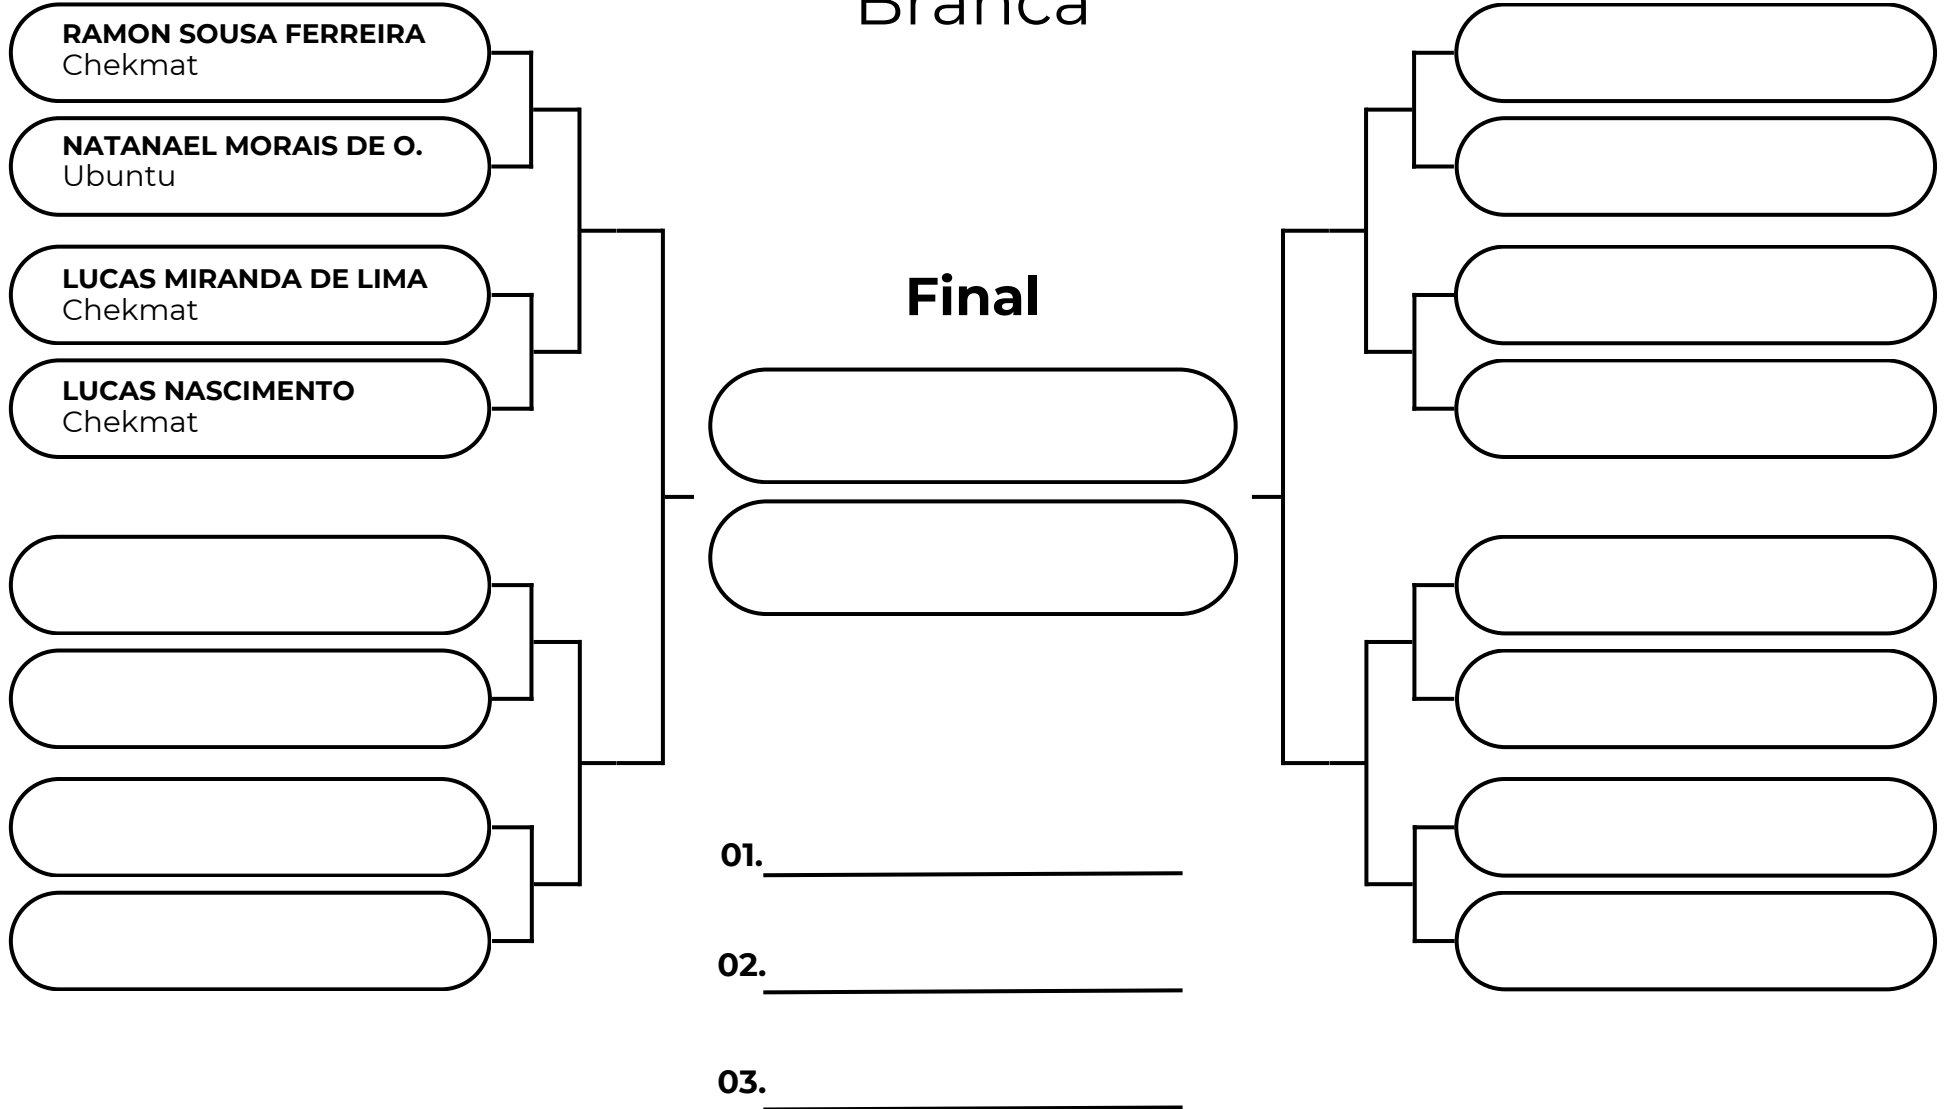 Branca
RAMON SOUSA FERREIRA
Chekmat
NATANAEL MORAIS DE O.
Ubuntu
LUCAS MIRANDA DE LIMA
Chekmat
LUCAS NASCIMENTO
Chekmat
Final
01.
02.
03.